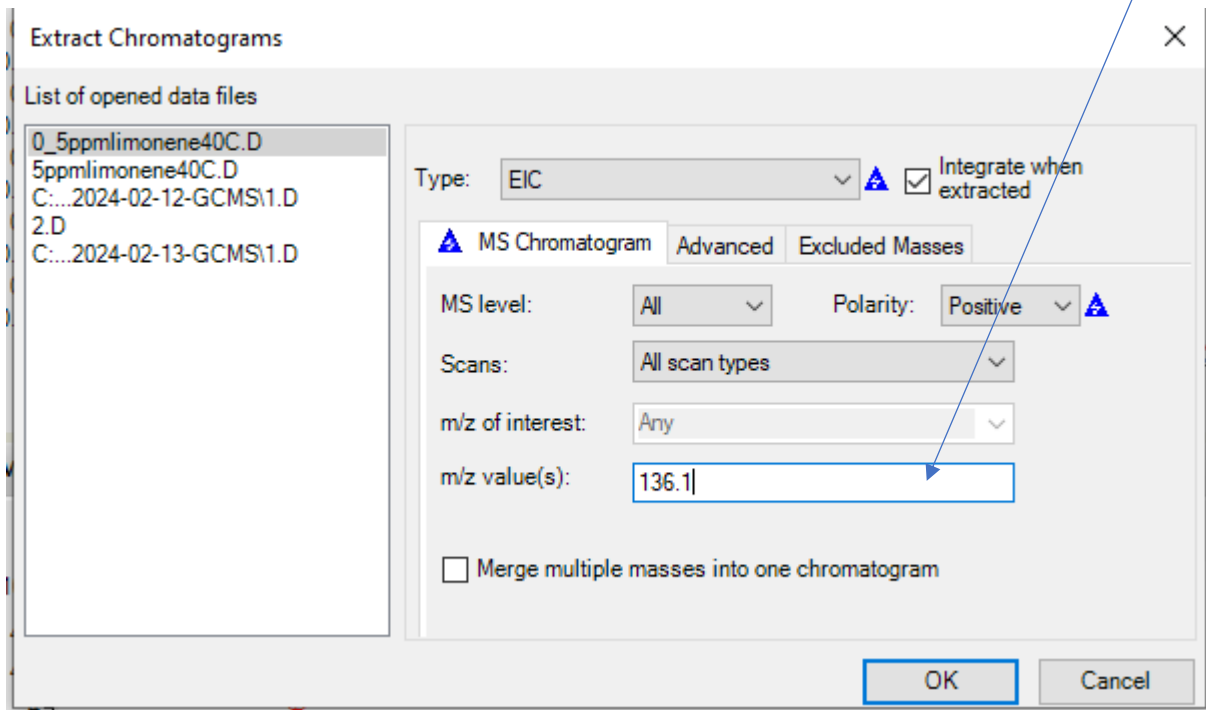 Extract Chromatograms
List of opened data files
0_5ppmlimonene40C.D
5ppmlimonene40C.D
C:...2024-02-12-GCMS\1.D
2.D
C:...2024-02-13-GCMS\1.D
Type: EIC
Integrate when
extracted
MS Chromatogram Advanced Excluded Masses
MS level: All Polarity: Positive
Scans: All scan types
m/z of interest: Any
m/z value(s): 136.1
Merge multiple masses into one chromatogram
OK Cancel